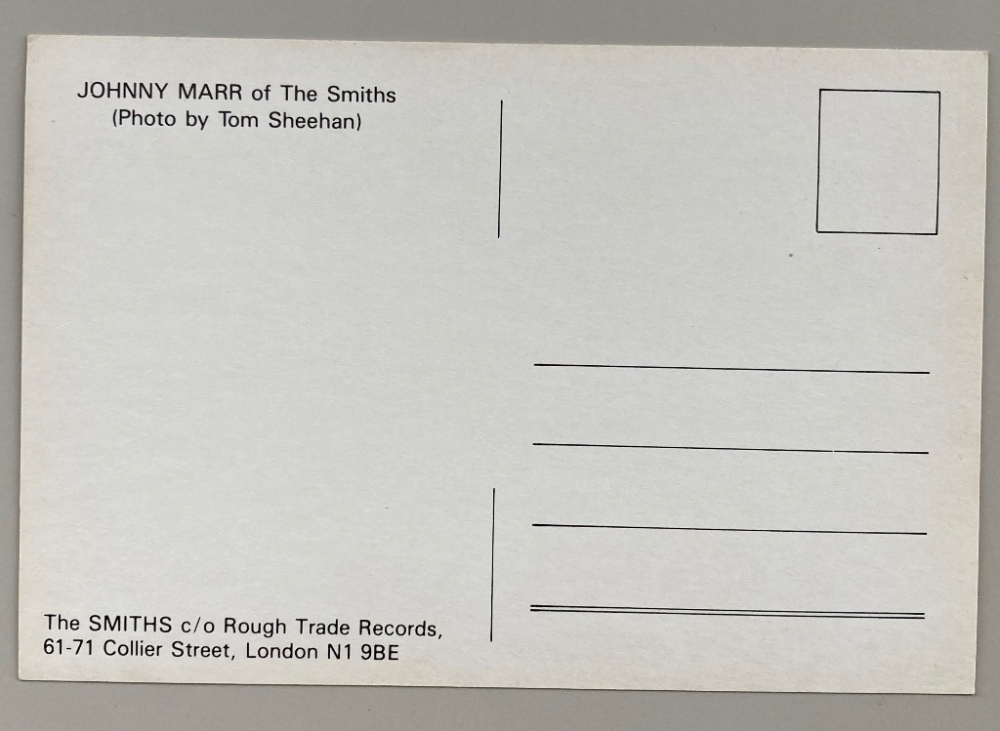 JOHNNY MARR of The Smiths
(Photo by Tom Sheehan)
The SMITHS c/o Rough Trade Records,
61-71 Collier Street, London N1 9BE